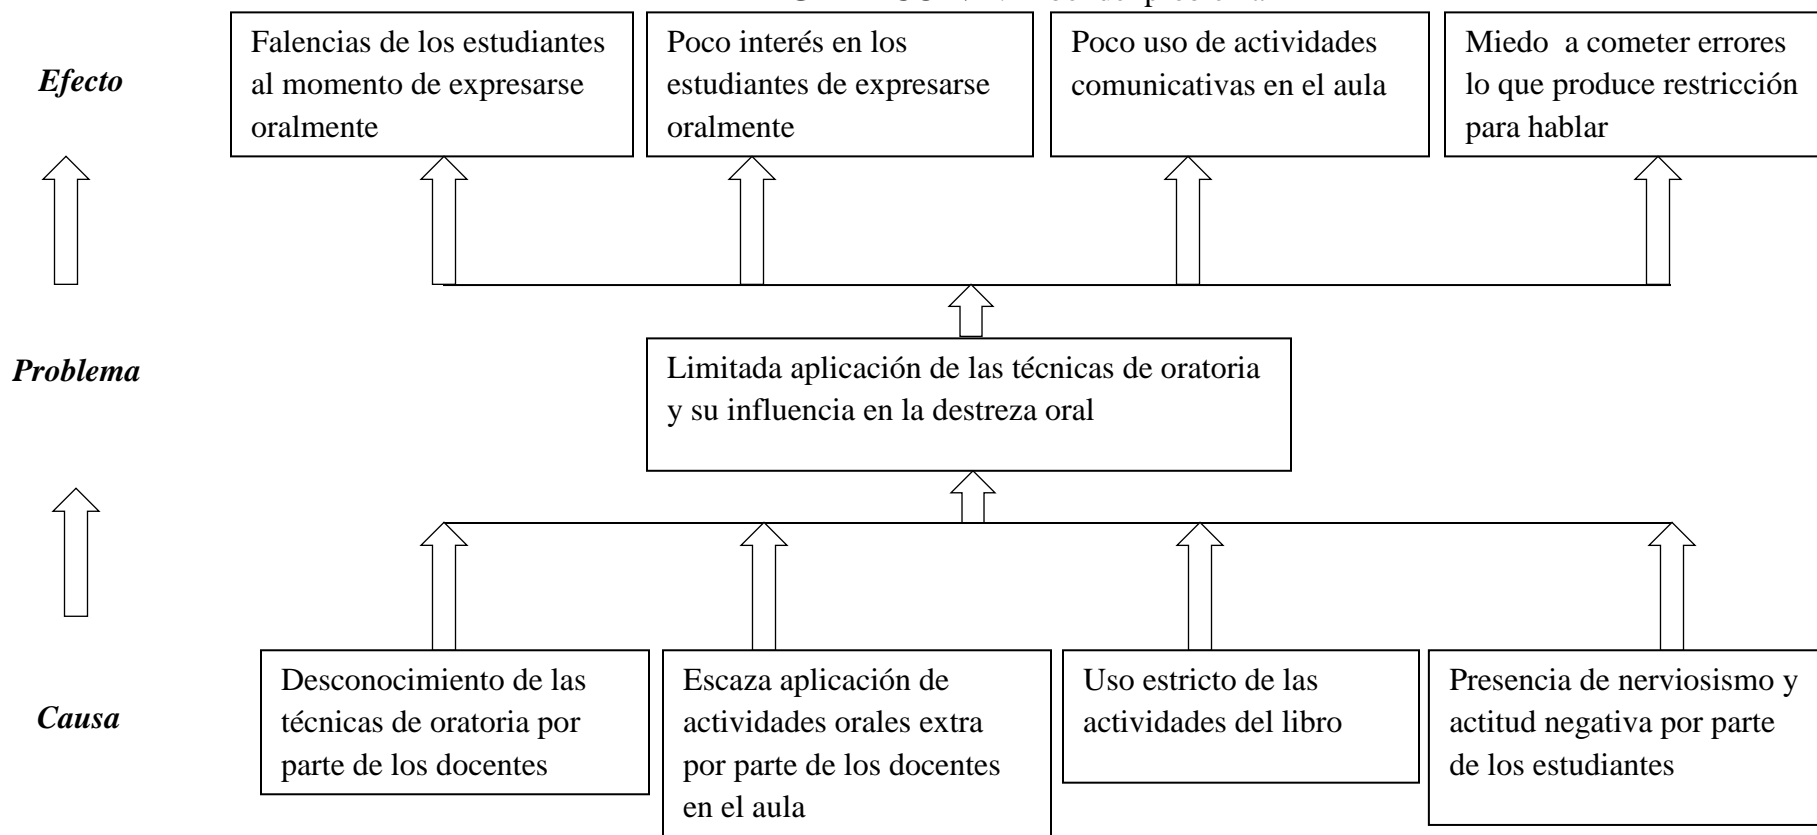 Efecto
Falencias de los estudiantes
al momento de expresarse
oralmente
Poco interés en los
estudiantes de expresarse
oralmente
Poco uso de actividades
comunicativas en el aula
Miedo  a cometer errores
lo que produce restricción
para hablar
Problema
Limitada aplicación de las técnicas de oratoria
y su influencia en la destreza oral
Causa
Desconocimiento de las
técnicas de oratoria por
parte de los docentes
Escaza aplicación de
actividades orales extra
por parte de los docentes
en el aula
Uso estricto de las
actividades del libro
Presencia de nerviosismo y
actitud negativa por parte
de los estudiantes